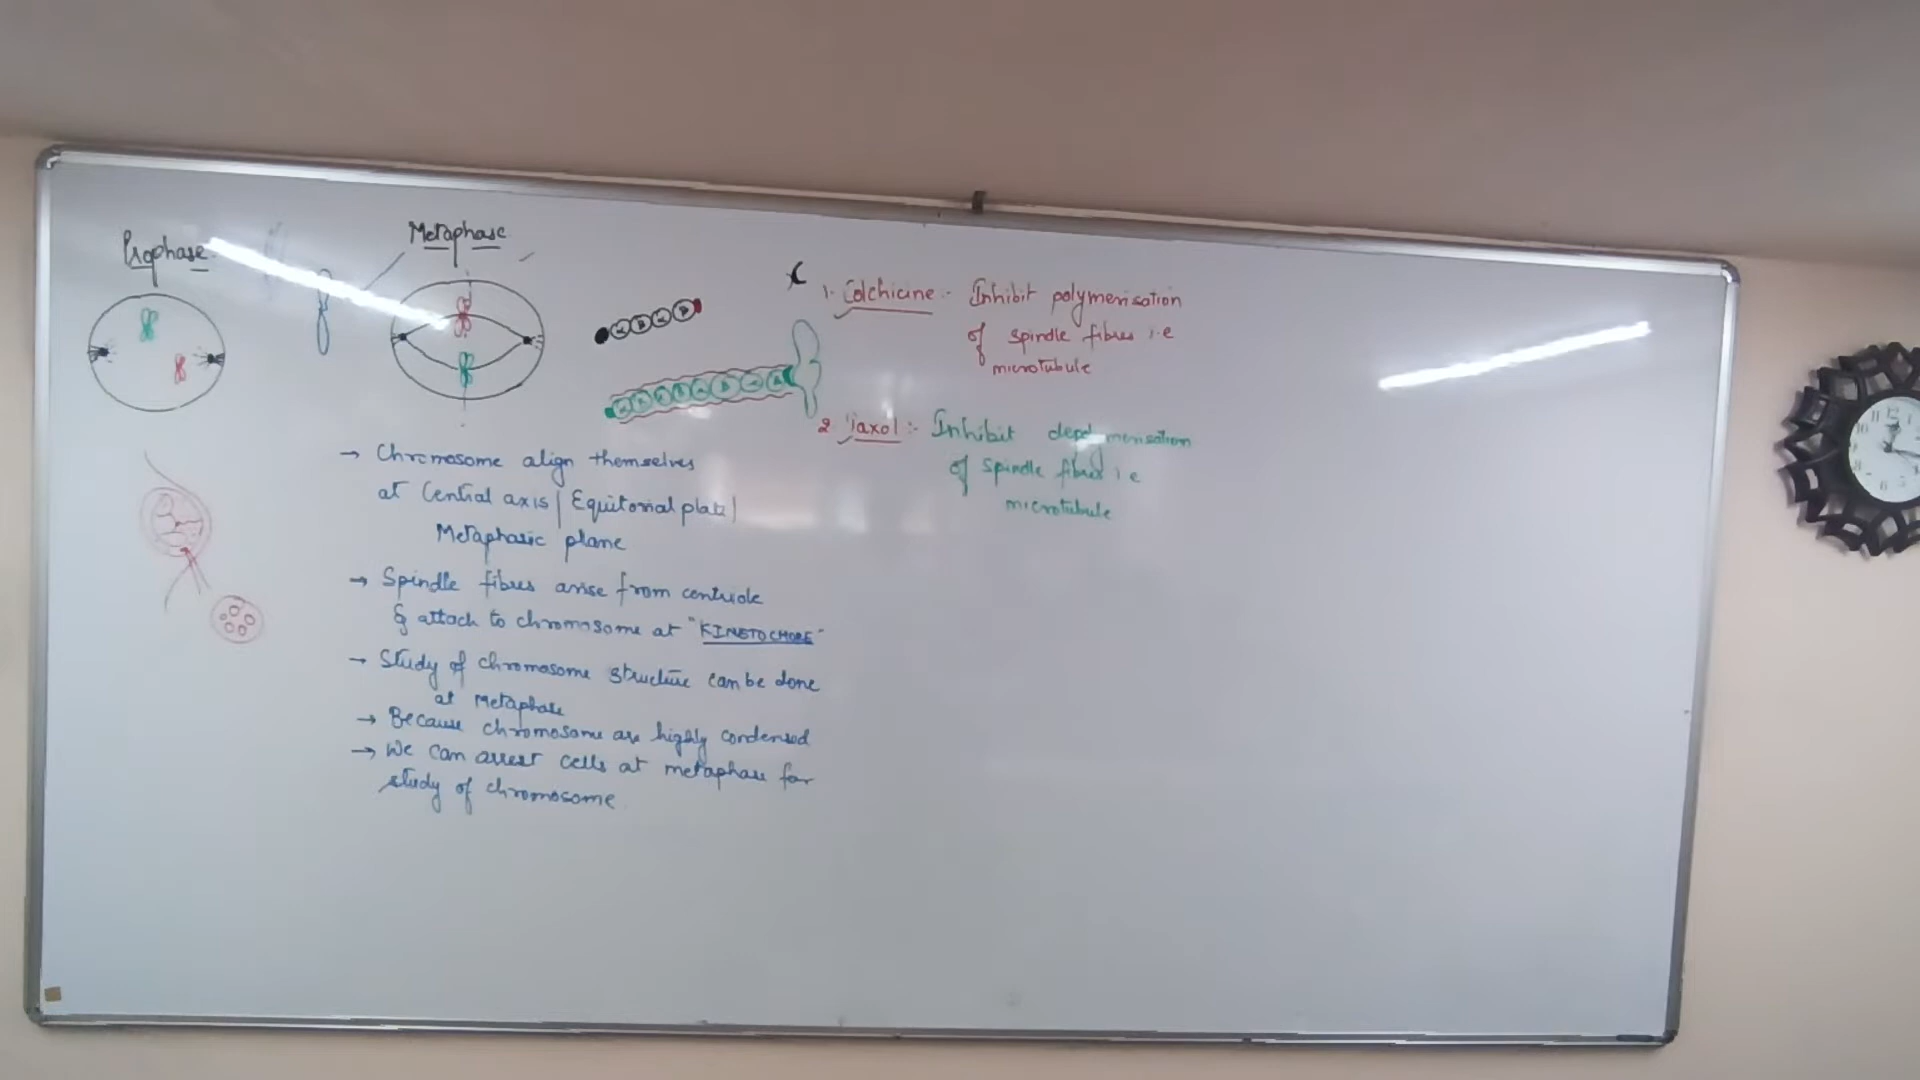 Prophase
Metaphase
→ Chromosome align themselves
at Central axis / Equitorial plate /
Metaphasic plane
→ Spindle fibres arise from centriole
& attach to chromosome at "KINETOCHORE"
→ Study of chromosome structure can be done
at Metaphase
→ Because chromosome are highly condensed
→ We can arrest cells at metaphase for
study of chromosome
1. Colchicine :- Inhibit polymerisation
of spindle fibres i.e
microtubule
2. Taxol :- Inhibit depolymerisation
of spindle fibres i.e
microtubule